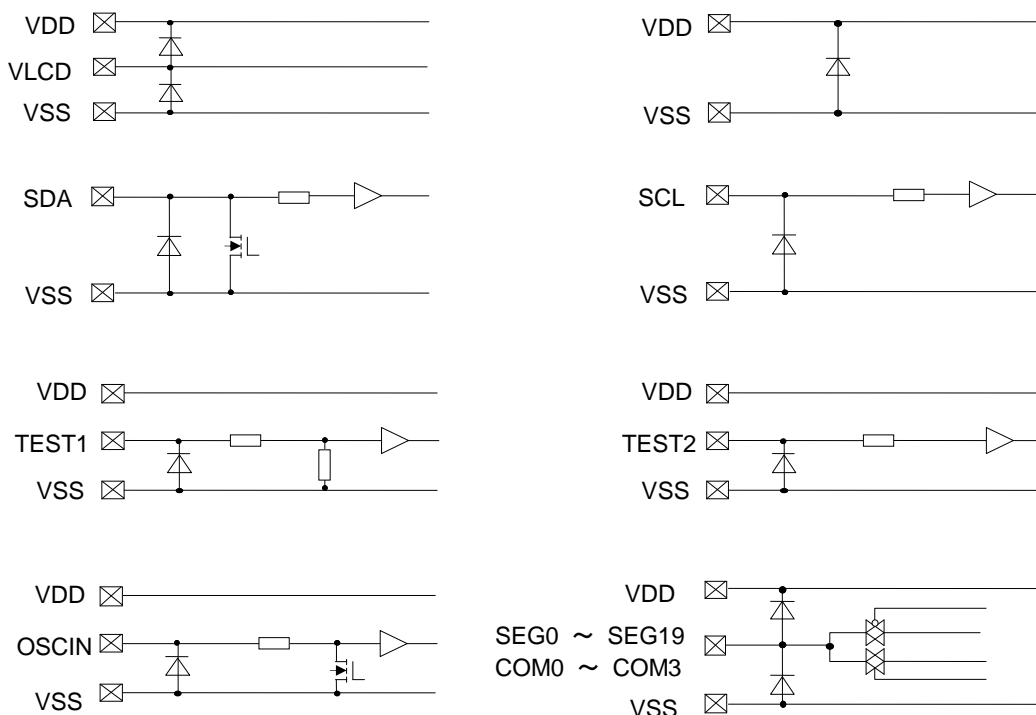 VDD
VLCD
VSS
VDD
VSS
SDA
VSS
SCL
VSS
VDD
TEST1
VSS
VDD
TEST2
VSS
VDD
OSCIN
VSS
VDD
SEG0 ~ SEG19
COM0 ~ COM3
VSS